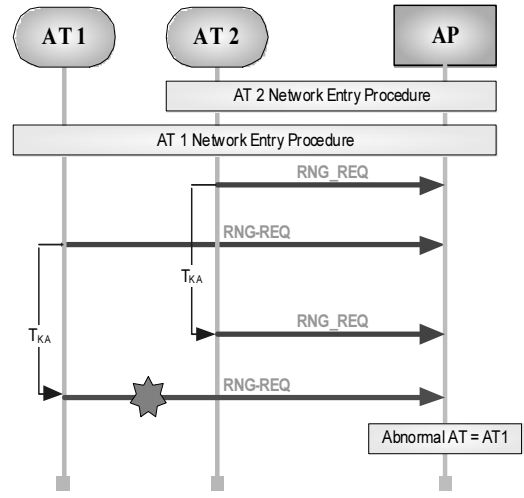 AT 1
AT 2
AP
AT 2 Network Entry Procedure
AT 1 Network Entry Procedure
RNG_REQ
RNG-REQ
TKA
RNG_REQ
TKA
RNG-REQ
Abnormal AT = AT1